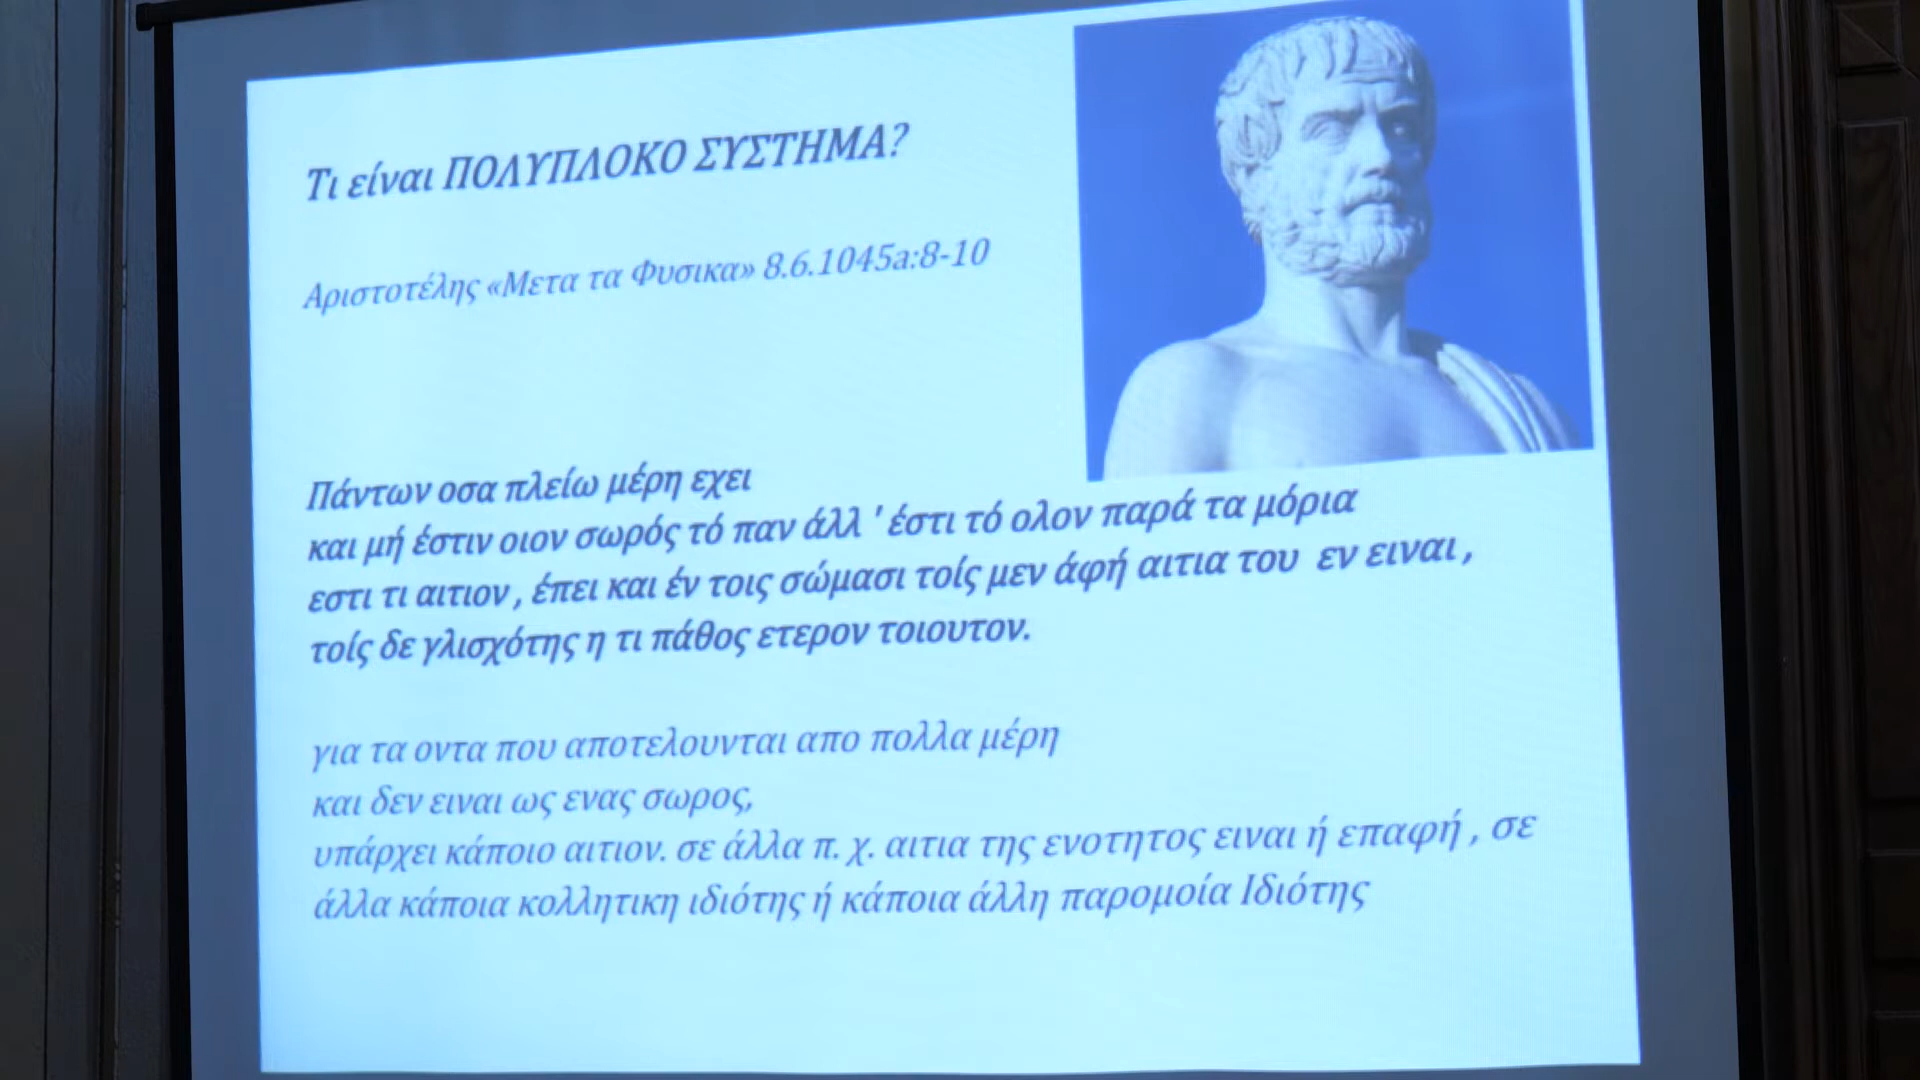 Τι είναι ΠΟΛΥΠΛΟΚΟ ΣΥΣΤΗΜΑ?
Αριστοτέλης «Μετα τα Φυσικα» 8.6.1045a:8-10
Πάντων οσα πλείω μέρη εχει
και μή έστιν οιον σωρός τό παν άλλ ' έστι τό ολον παρά τα μόρια
εστι τι αιτιον , έπει και έν τοις σώμασι τοίς μεν άφή αιτια του εν ειναι ,
τοίς δε γλισχότης η τι πάθος ετερον τοιουτον.
για τα οντα που αποτελουνται απο πολλα μέρη
και δεν ειναι ως ενας σωρος,
υπάρχει κάποιο αιτιον. σε άλλα π. χ. αιτια της ενοτητος ειναι ή επαφή , σε
άλλα κάποια κολλητικη ιδιότης ή κάποια άλλη παρομοία Ιδιότης